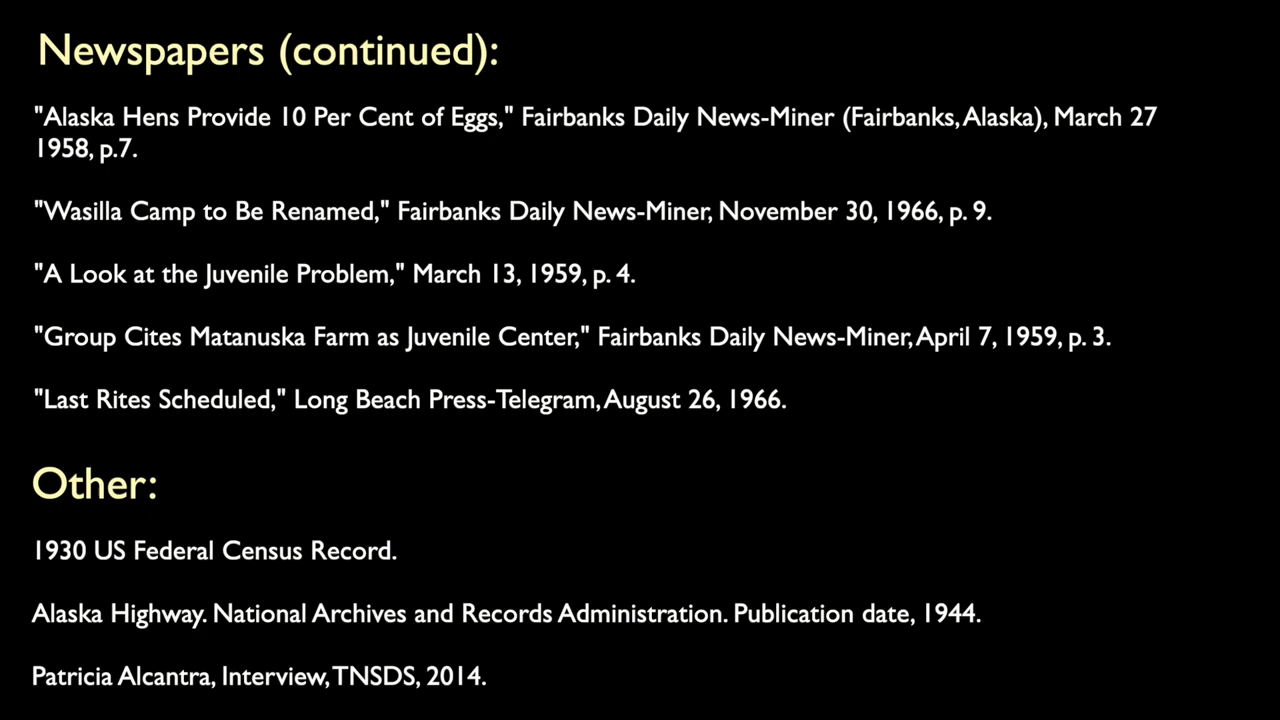 Newspapers (continued):
"Alaska Hens Provide 10 Per Cent of Eggs," Fairbanks Daily News-Miner (Fairbanks, Alaska), March 27
1958, p.7.
"Wasilla Camp to Be Renamed," Fairbanks Daily News-Miner, November 30, 1966, p. 9.
"A Look at the Juvenile Problem," March 13, 1959, p. 4.
"Group Cites Matanuska Farm as Juvenile Center," Fairbanks Daily News-Miner, April 7, 1959, p. 3.
"Last Rites Scheduled," Long Beach Press-Telegram, August 26, 1966.
Other:
1930 US Federal Census Record.
Alaska Highway. National Archives and Records Administration. Publication date, 1944.
Patricia Alcantra, Interview, TNSDS, 2014.